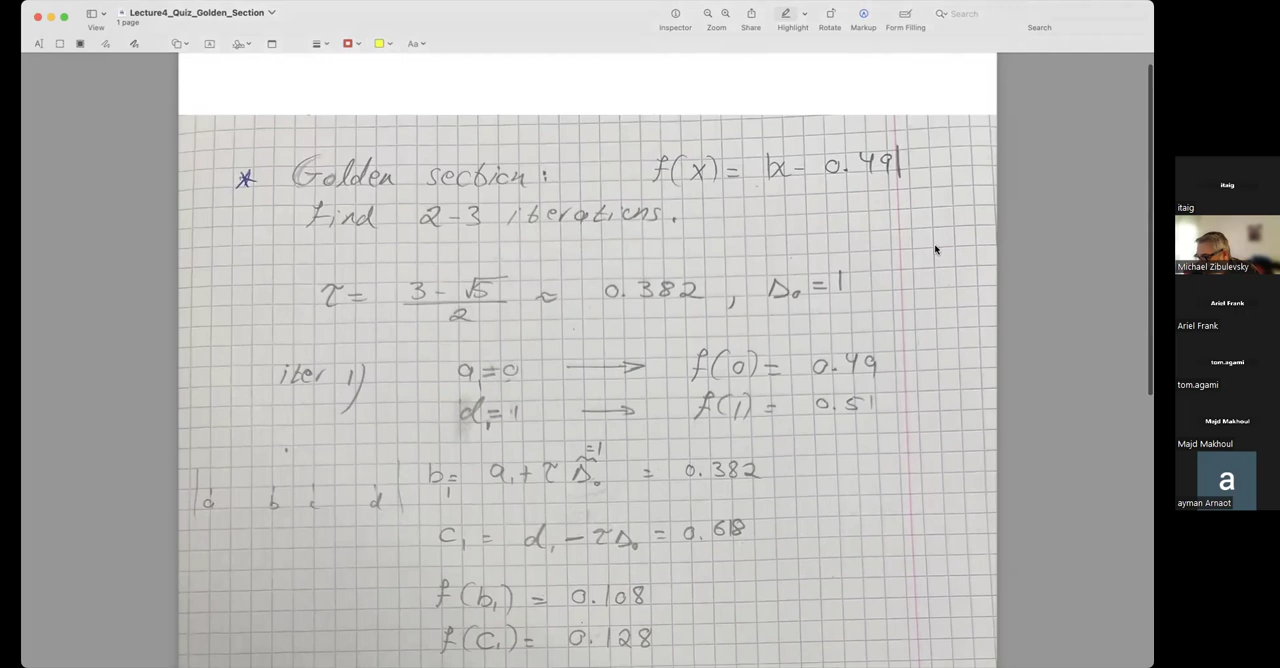 Lecture4_Quiz_Golden_Section
1 page
View
Inspector
Zoom
Share
Highlight
Rotate
Markup
Form Filling
Search
Search
Aa
* Golden section: f(x) = |x - 0.49|
find 2-3 iterations.
τ = (3 - √5)/2 ≈ 0.382, Δ₀ = 1
iter 1) a₁ = 0 → f(0) = 0.49
d₁ = 1 → f(1) = 0.51
=1
b₁ = a₁ + τ Δ₀ = 0.382
a b c d
c₁ = d₁ - τΔ₀ = 0.618
f(b₁) = 0.108
f(c₁) = 0.128
itaig
itaig
Michael Zibulevsky
Ariel Frank
Ariel Frank
tom.agami
tom.agami
Majd Makhoul
Majd Makhoul
a
ayman Arnaot